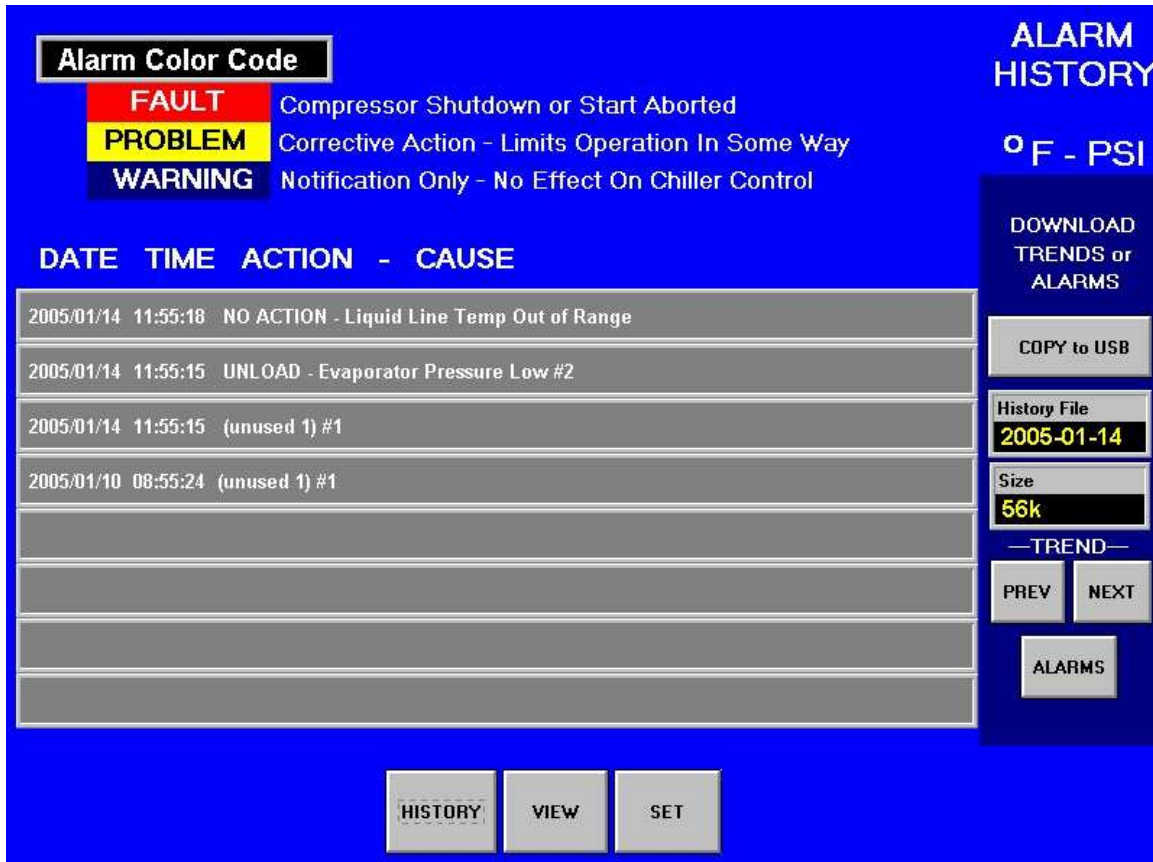 Alarm Color Code
FAULT Compressor Shutdown or Start Aborted
PROBLEM Corrective Action - Limits Operation In Some Way
WARNING Notification Only - No Effect On Chiller Control
DATE TIME ACTION - CAUSE
2005/01/14 11:55:18 NO ACTION - Liquid Line Temp Out of Range
2005/01/14 11:55:15 UNLOAD - Evaporator Pressure Low #2
2005/01/14 11:55:15 (unused 1) #1
2005/01/10 08:55:24 (unused 1) #1
HISTORY
VIEW
SET
ALARM
HISTORY
°F - PSI
DOWNLOAD
TRENDS or
ALARMS
COPY to USB
History File
2005-01-14
Size
56k
—TREND—
PREV
NEXT
ALARMS